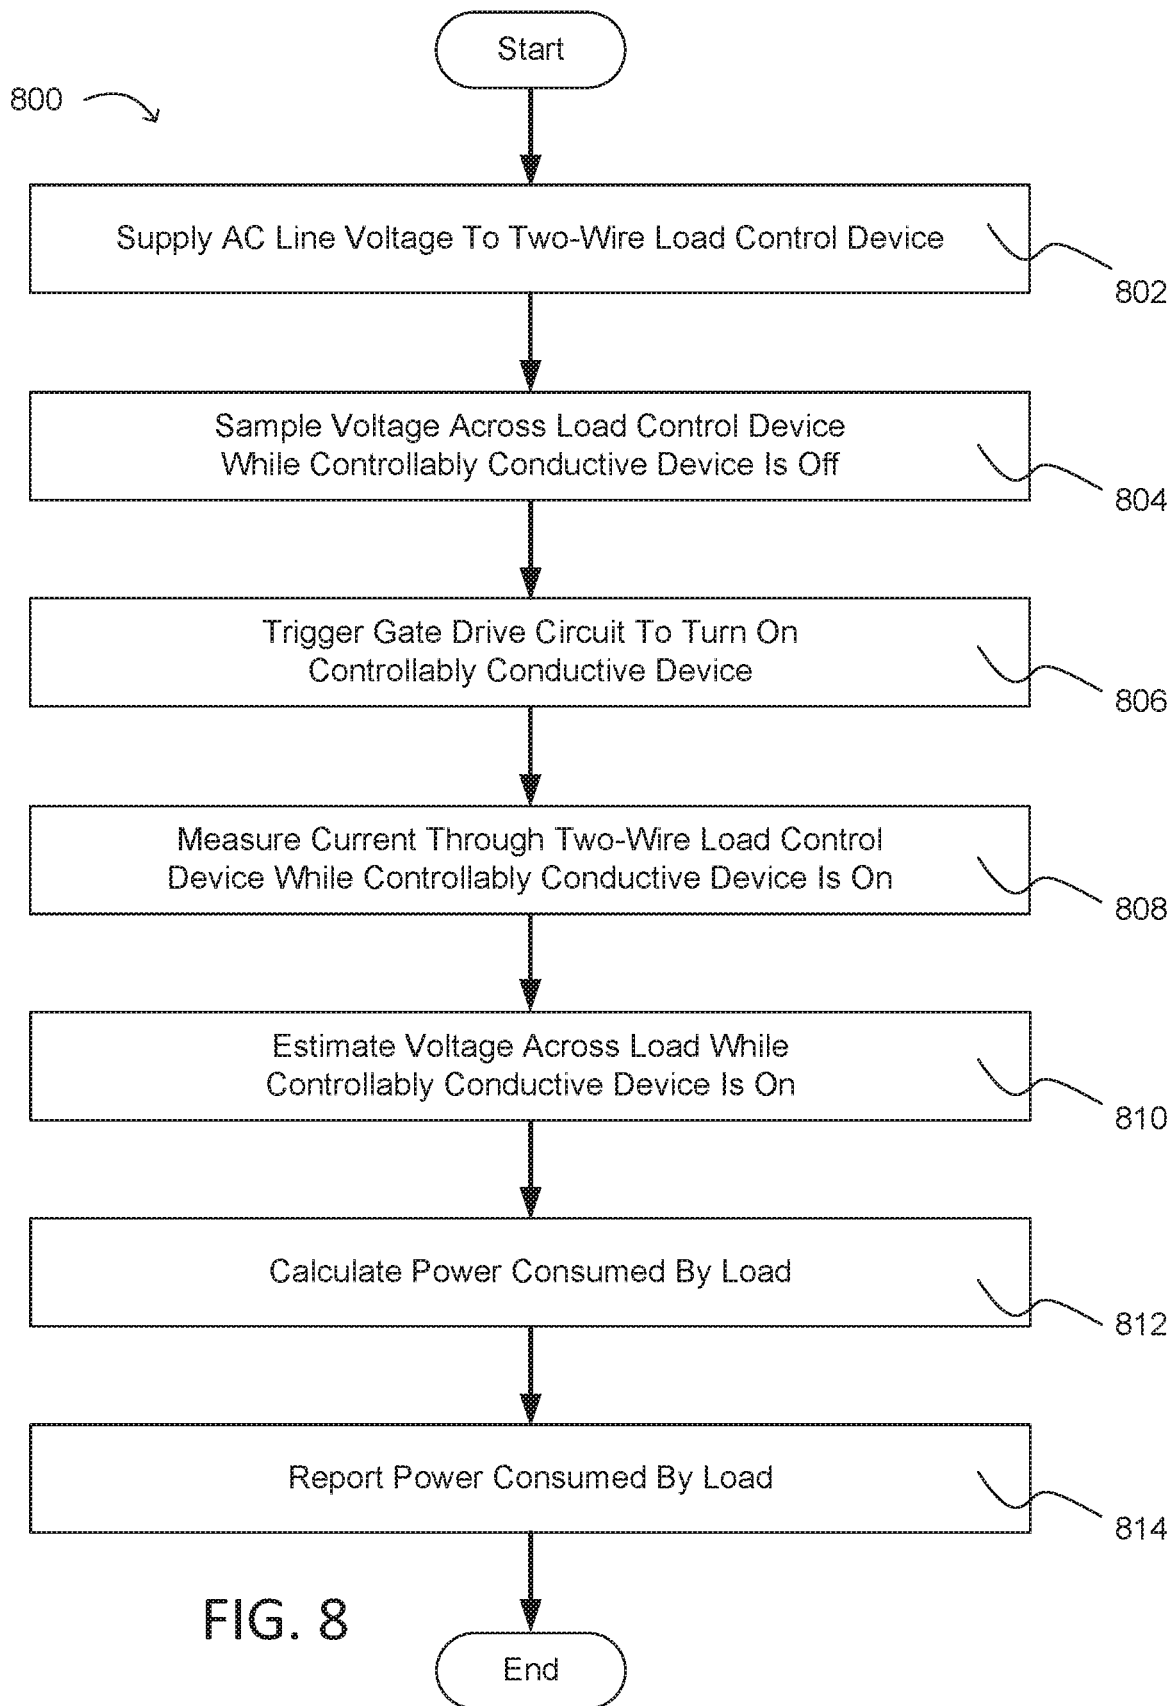 Start
800
Supply AC Line Voltage To Two-Wire Load Control Device
802
Sample Voltage Across Load Control Device
While Controllably Conductive Device Is Off
804
Trigger Gate Drive Circuit To Turn On
Controllably Conductive Device
806
Measure Current Through Two-Wire Load Control
Device While Controllably Conductive Device Is On
808
Estimate Voltage Across Load While
Controllably Conductive Device Is On
810
Calculate Power Consumed By Load
812
Report Power Consumed By Load
814
FIG. 8
End